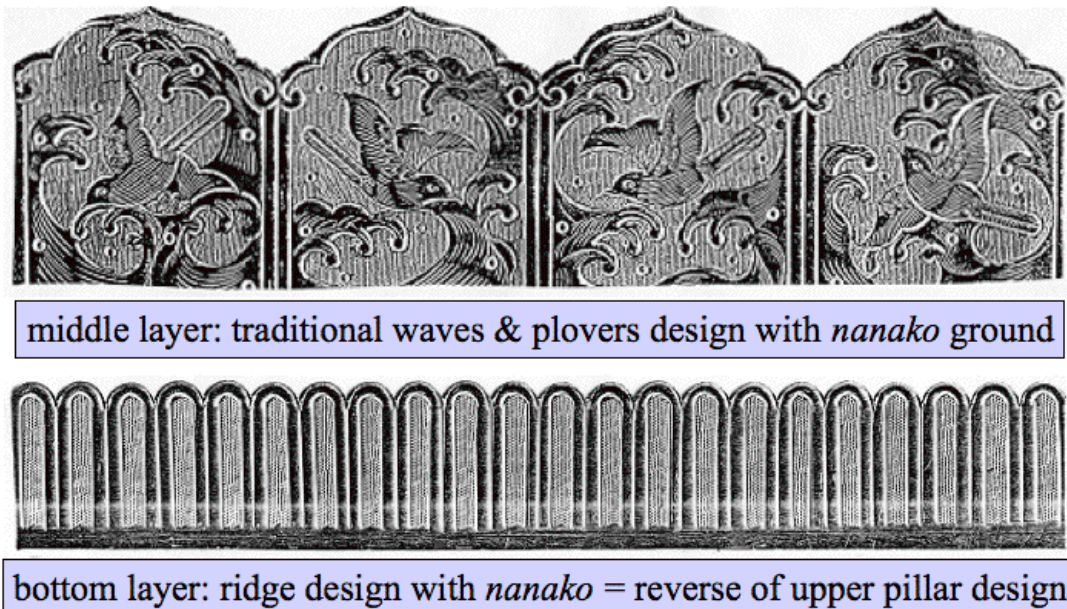 middle layer: traditional waves & plovers design with nanako ground
bottom layer: ridge design with nanako = reverse of upper pillar design